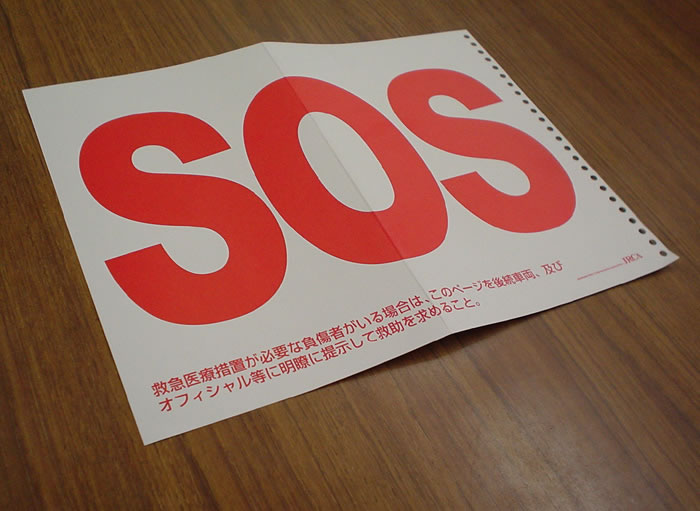 SOS
救急医療措置が必要な負傷者がいる場合は、このページを後続車両、及び
オフィシャル等に明瞭に提示して救助を求めること。
JRCA